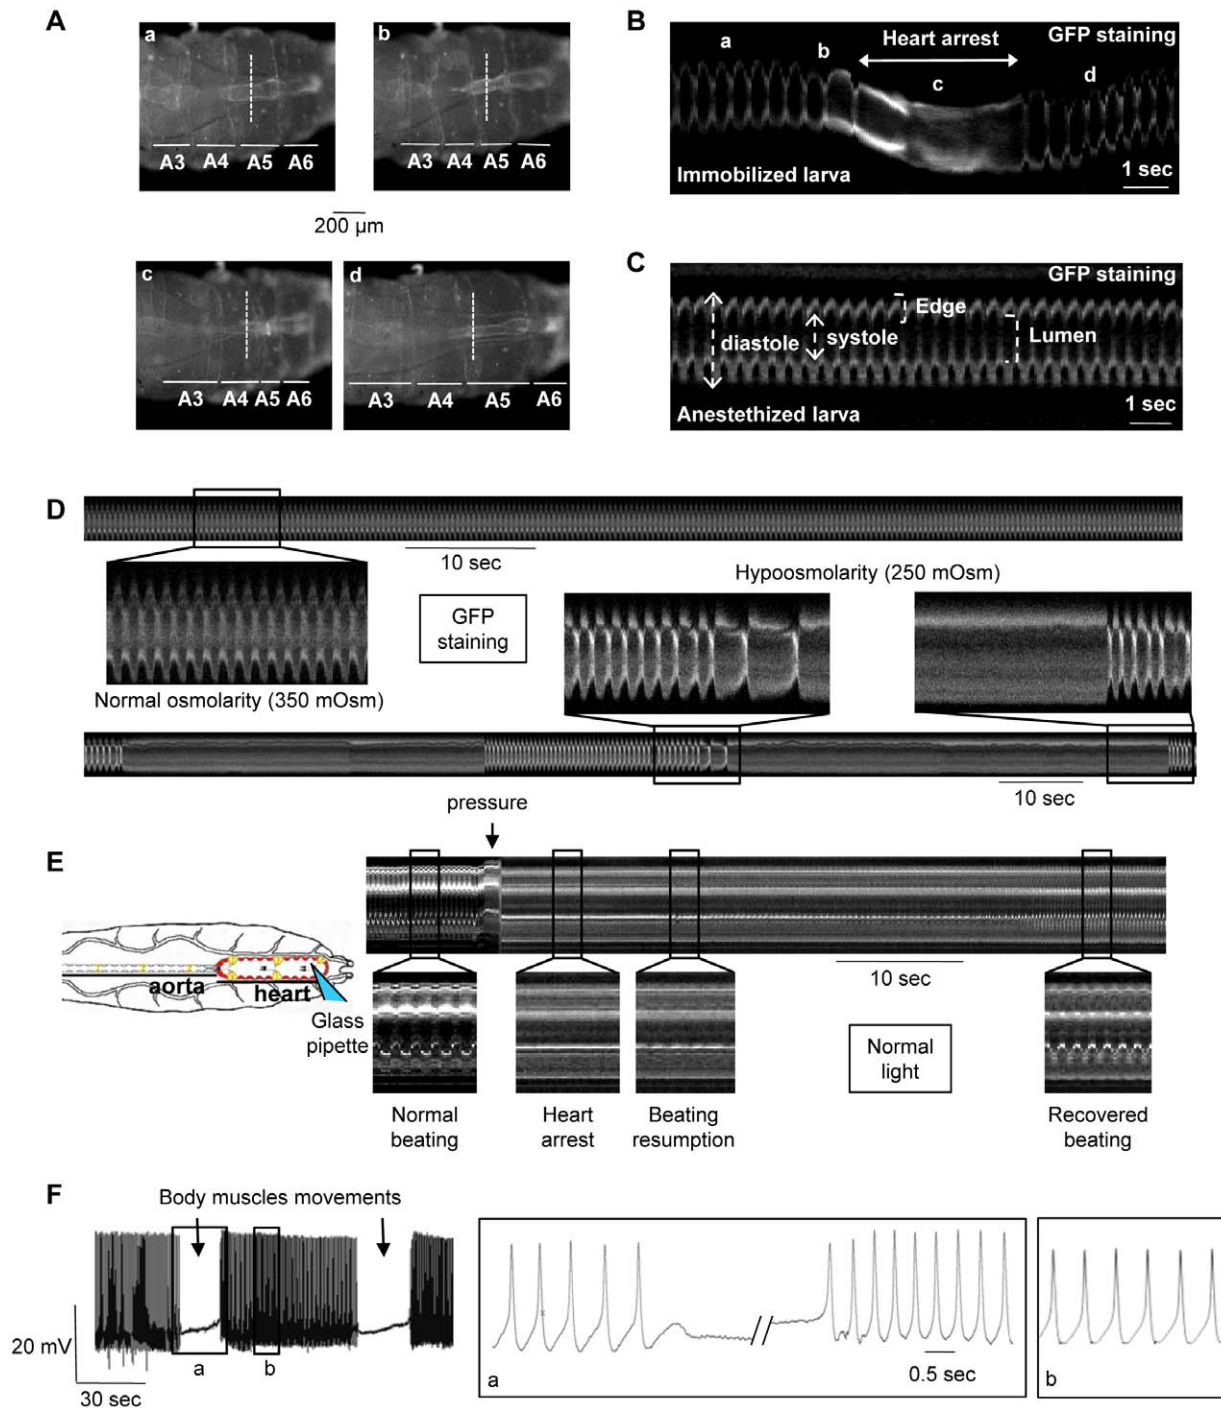 A
a
A3 A4 A5 A6
b
A3 A4 A5 A6
200 µm
c
A3 A4 A5 A6
d
A3 A4 A5 A6
B
a
b
Heart arrest
c
GFP staining
d
Immobilized larva
1 sec
C
GFP staining
Edge
diastole
systole
Lumen
Anestethized larva
1 sec
D
10 sec
Hypoosmolarity (250 mOsm)
GFP
staining
Normal osmolarity (350 mOsm)
10 sec
pressure
E
aorta
heart
Glass
pipette
10 sec
Normal
light
Normal
beating
Heart
arrest
Beating
resumption
Recovered
beating
F
Body muscles movements
20 mV
30 sec
a
b
a
0.5 sec
b